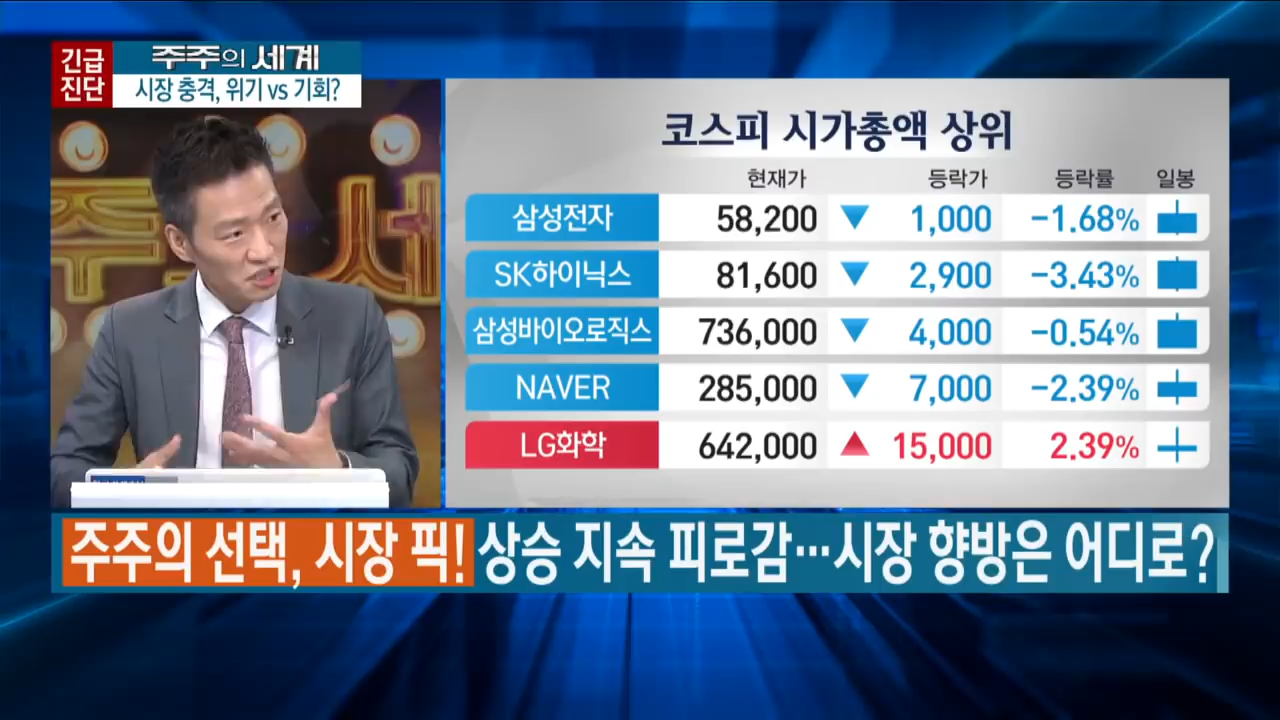 긴급
진단
주주의 세계
시장 충격, 위기 vs 기회?
주 세
코스피 시가총액 상위
현재가 등락가 등락률 일봉
삼성전자 58,200 ▼ 1,000 -1.68%
SK하이닉스 81,600 ▼ 2,900 -3.43%
삼성바이오로직스 736,000 ▼ 4,000 -0.54%
NAVER 285,000 ▼ 7,000 -2.39%
LG화학 642,000 ▲ 15,000 2.39%
주주의 선택, 시장 픽! 상승 지속 피로감…시장 향방은 어디로?